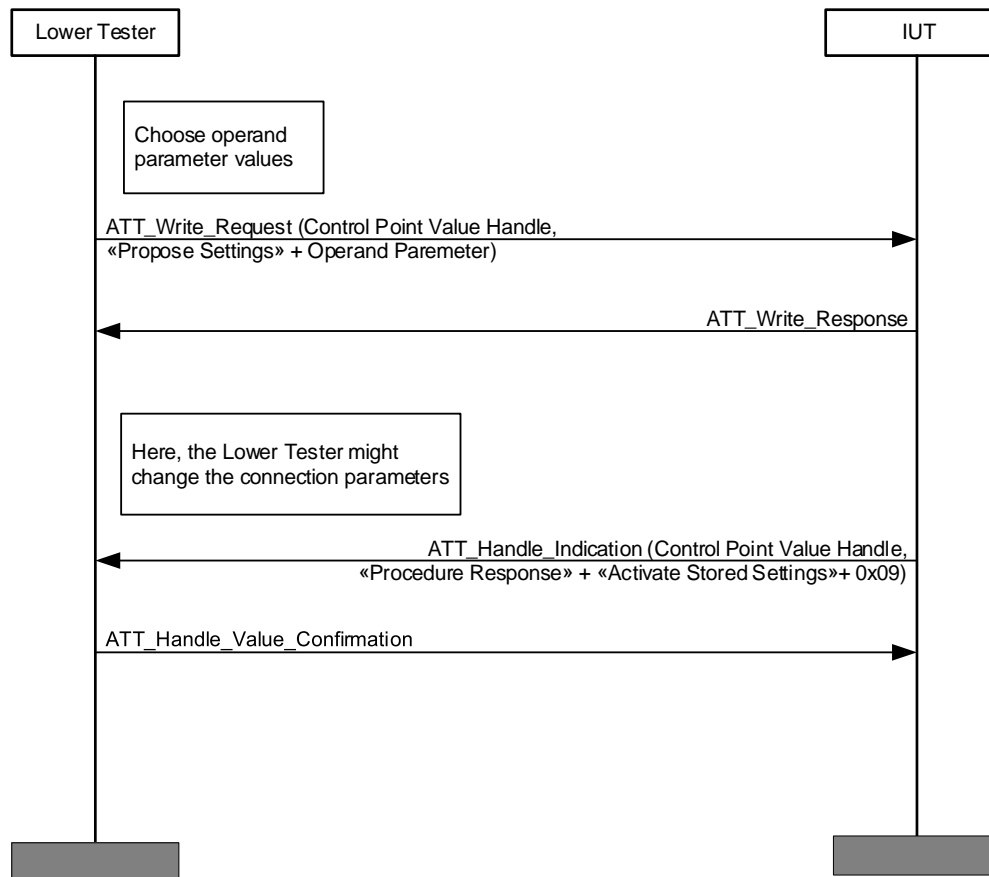 Lower Tester
IUT
Choose operand
parameter values
ATT_Write_Request (Control Point Value Handle,
«Propose Settings» + Operand Paremeter)
ATT_Write_Response
Here, the Lower Tester might
change the connection parameters
ATT_Handle_Indication (Control Point Value Handle,
«Procedure Response» + «Activate Stored Settings»+ 0x09)
ATT_Handle_Value_Confirmation